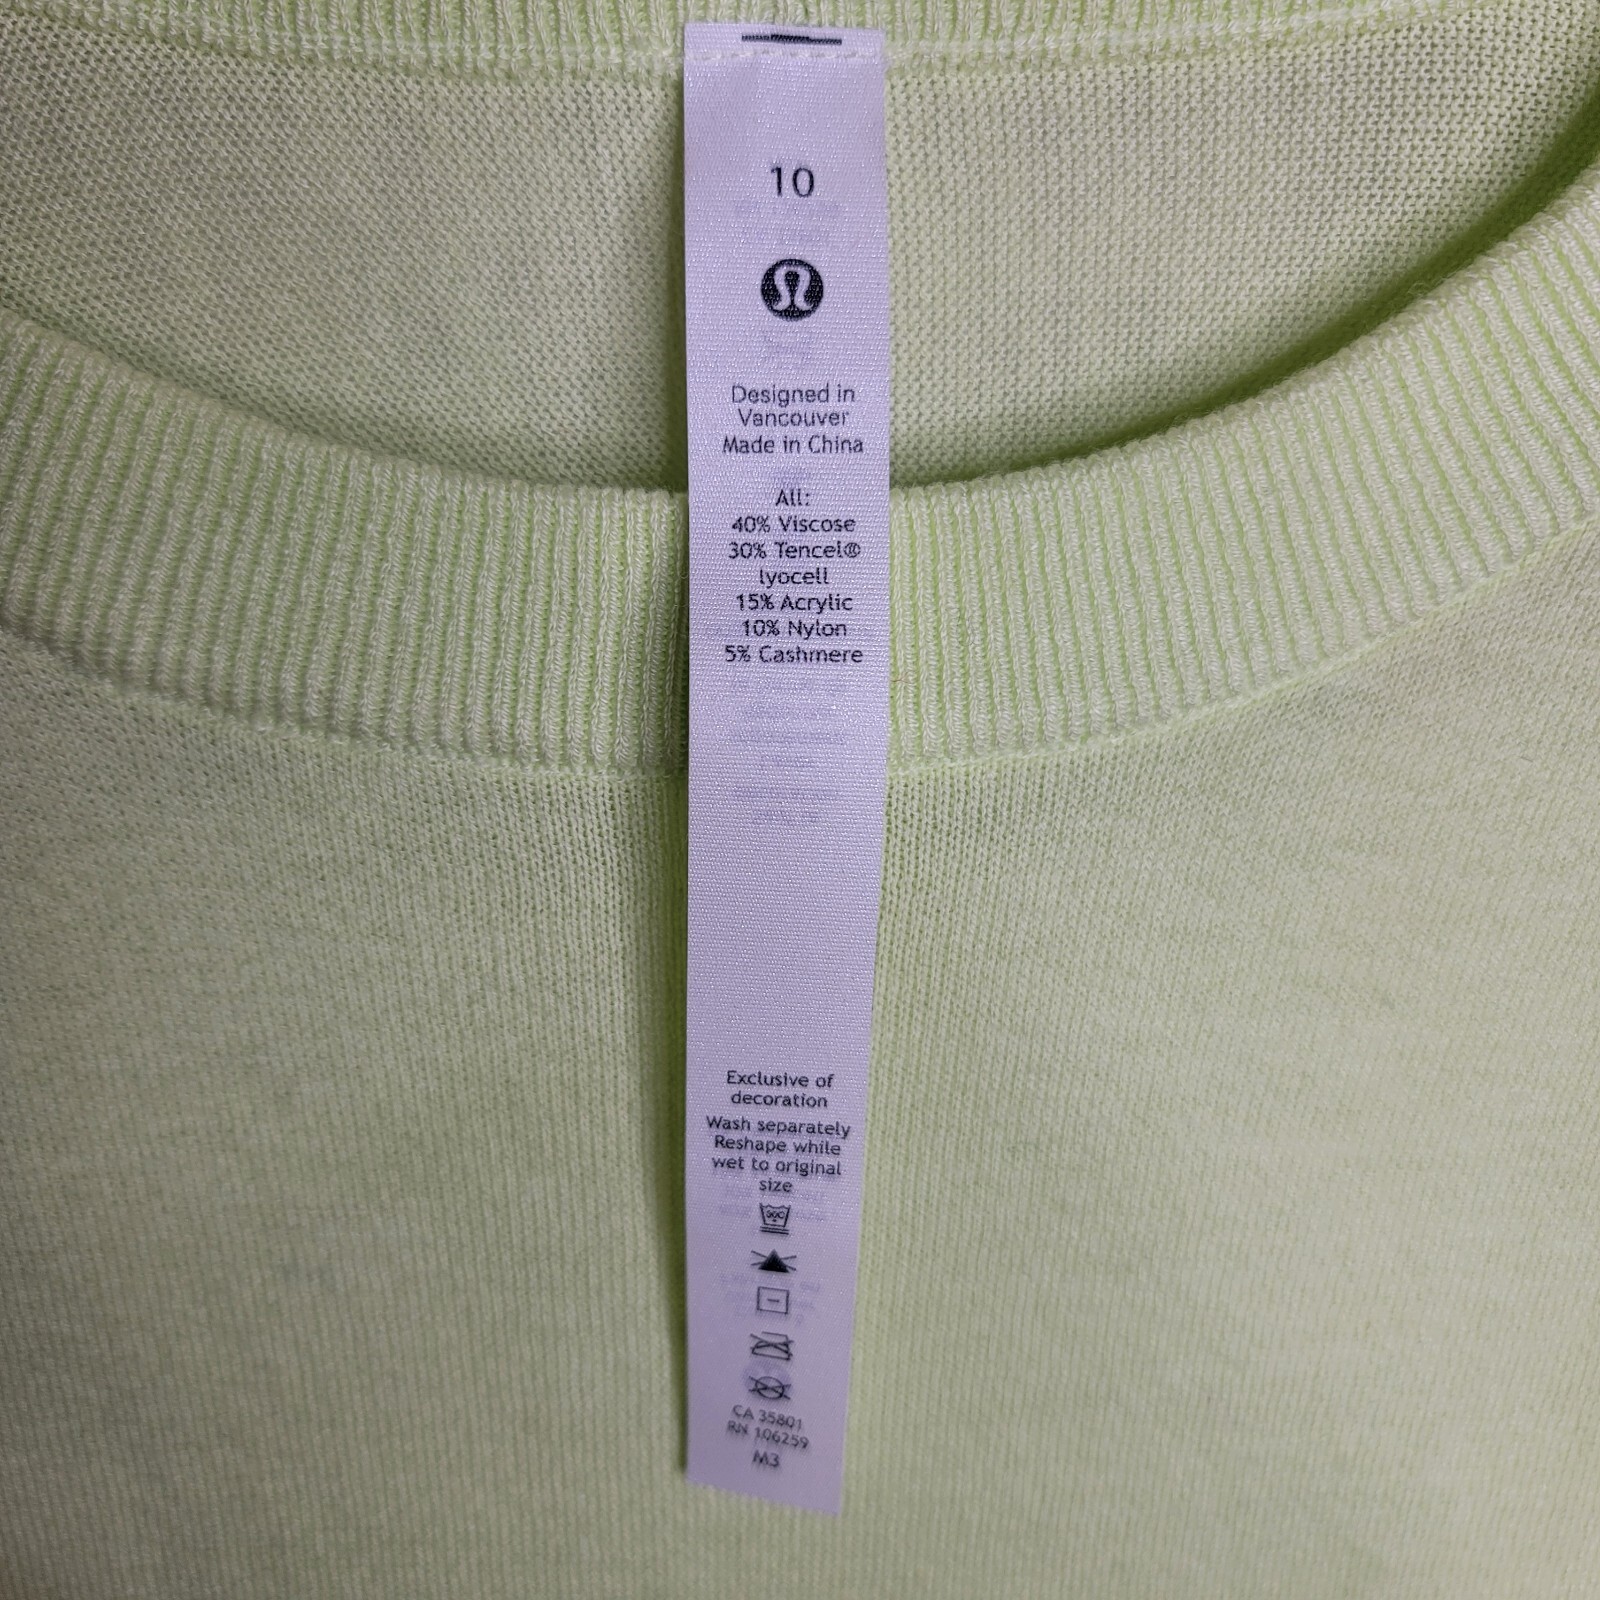 10
Designed in
Vancouver
Made in China
All:
40% Viscose
30% Tencel®
lyocell
15% Acrylic
10% Nylon
5% Cashmere
Exclusive of
decoration
Wash separately
Reshape while
wet to original
size
30C
CA 35801
RN 106259
M3